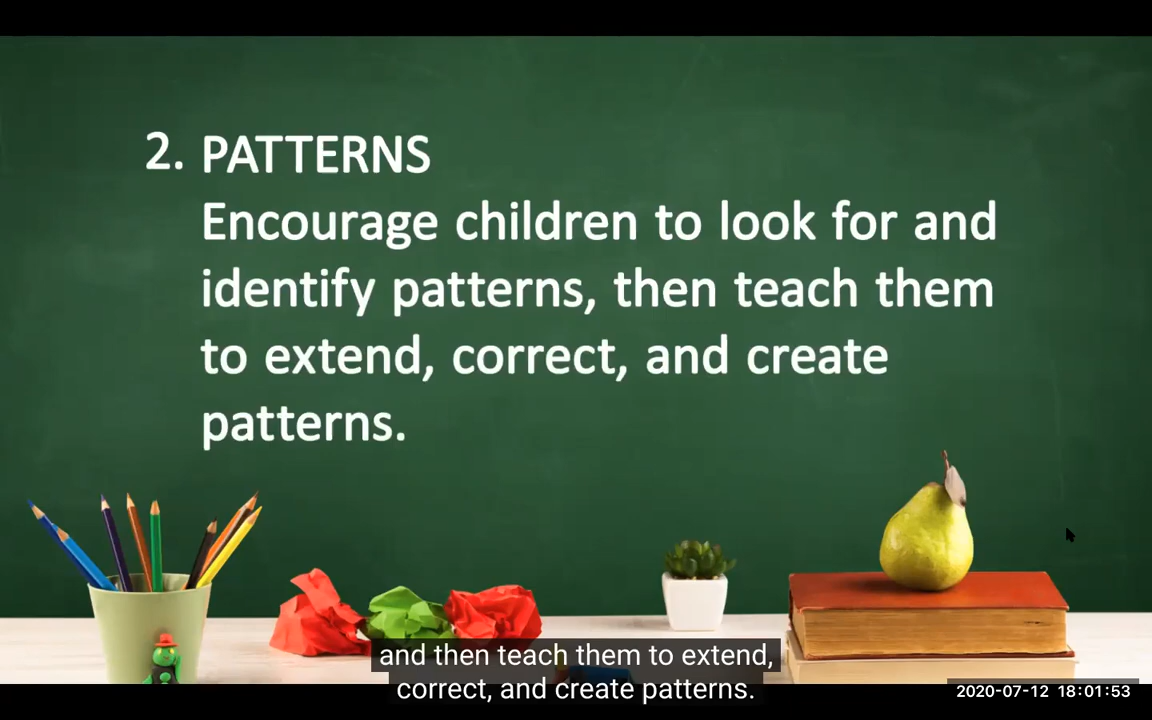 2. PATTERNS
Encourage children to look for and
identify patterns, then teach them
to extend, correct, and create
patterns.
and then teach them to extend,
correct, and create patterns.
2020-07-12 18:01:53